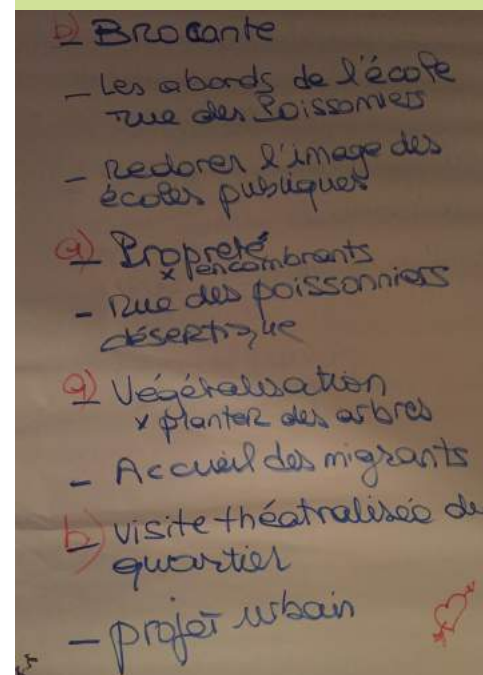 b) - Brocante
- Les abords de l'école
rue des Poissonniers
- Redorer l'image des
écoles publiques
a) - Propreté
x encombrants
- Rue des poissonniers
désertique
a) - Végétalisation
x planter des arbres
- Accueil des migrants
b) - visite théatralisée du
quartier
- projet urbain